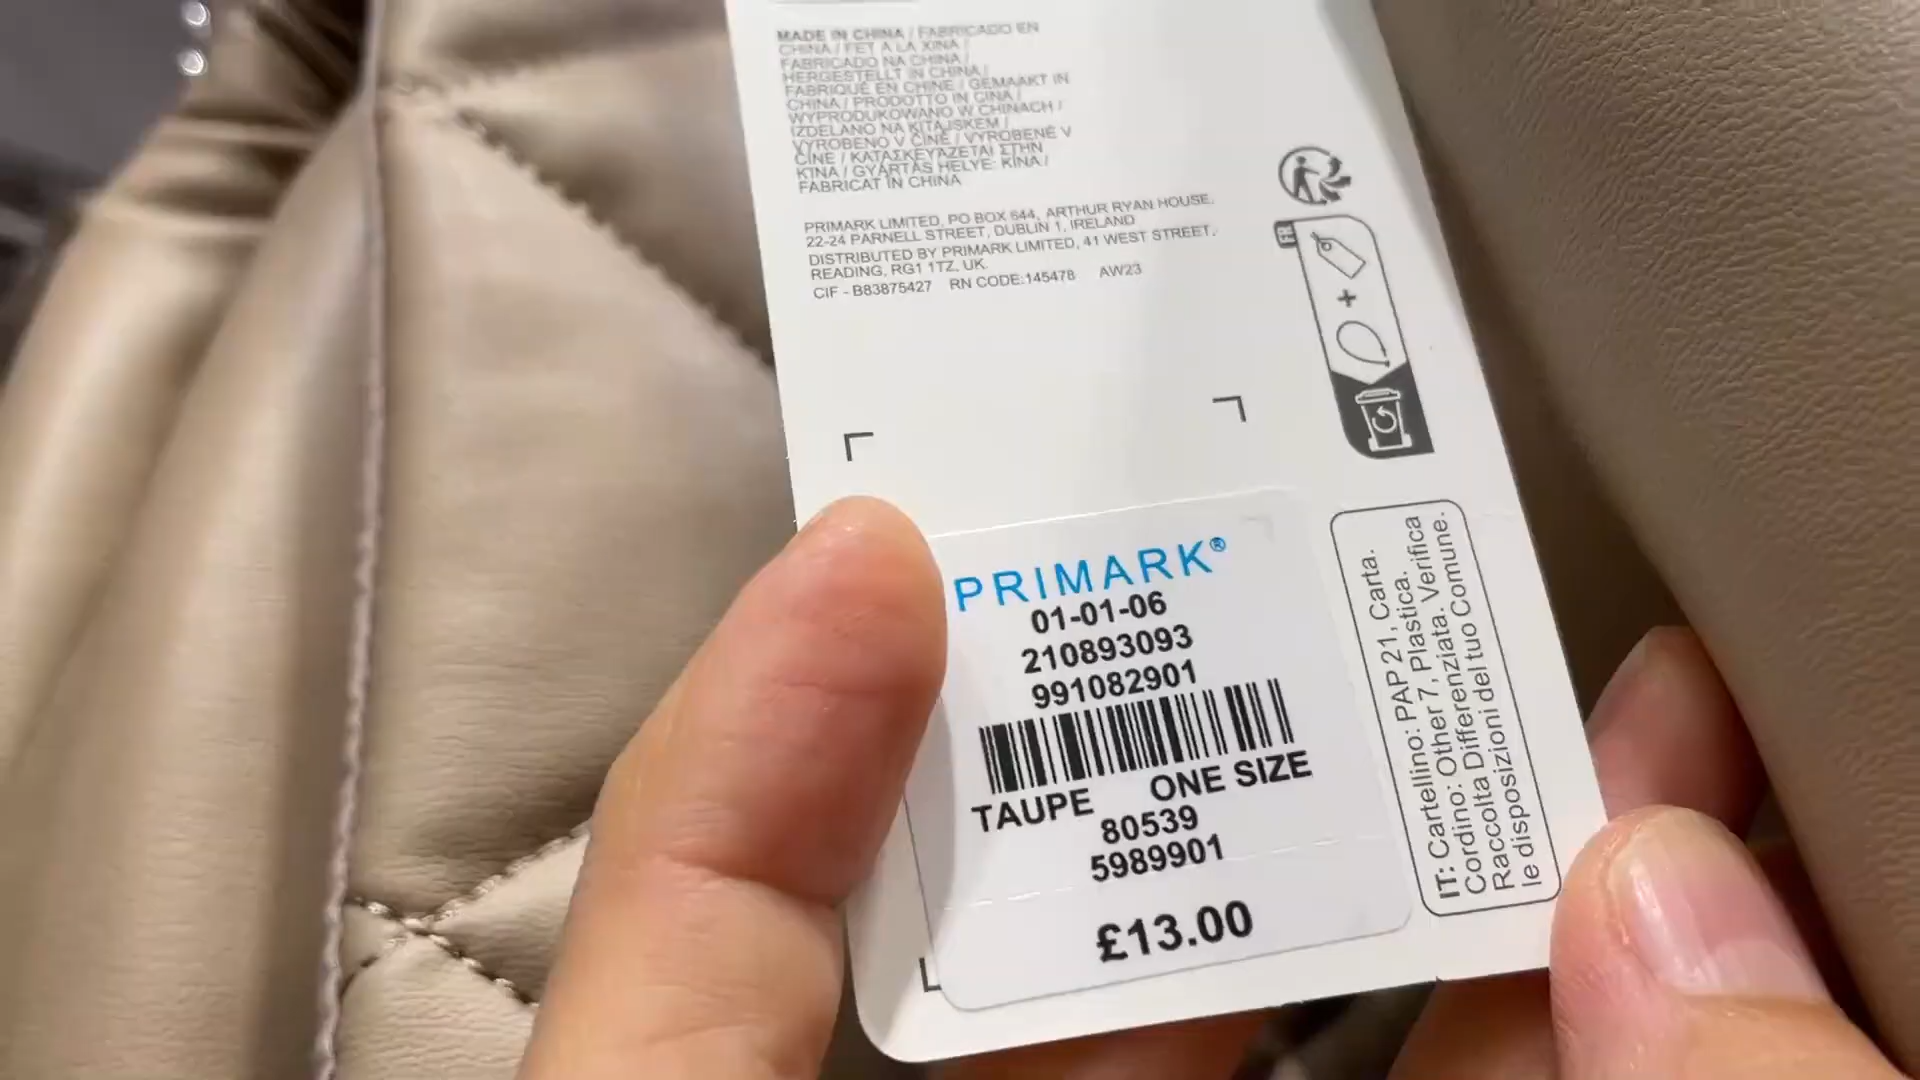 MADE IN CHINA / FABRICADO EN
CHINA / FET A LA XINA /
FABRICADO NA CHINA /
HERGESTELLT IN CHINA /
FABRIQUÉ EN CHINE / GEMAAKT IN
CHINA / PRODOTTO IN CINA /
WYPRODUKOWANO W CHINACH /
IZDELANO NA KITAJSKEM /
VYROBENO V ČÍNĚ / VYROBENÉ V
ČÍNE / ΚΑΤΑΣΚΕΥΑΖΕΤΑΙ ΣΤΗΝ
ΚΙΝΑ / GYÁRTÁS HELYE: KÍNA /
FABRICAT ÎN CHINA
PRIMARK LIMITED, PO BOX 644, ARTHUR RYAN HOUSE,
22-24 PARNELL STREET, DUBLIN 1, IRELAND
DISTRIBUTED BY PRIMARK LIMITED, 41 WEST STREET,
READING, RG1 1TZ, UK.
CIF - B83875427 RN CODE:145478 AW23
FR
+
PRIMARK®
01-01-06
210893093
991082901
TAUPE ONE SIZE
80539
5989901
£13.00
IT: Cartellino: PAP 21, Carta.
Cordino: Other 7, Plastica.
Raccolta Differenziata. Verifica
le disposizioni del tuo Comune.